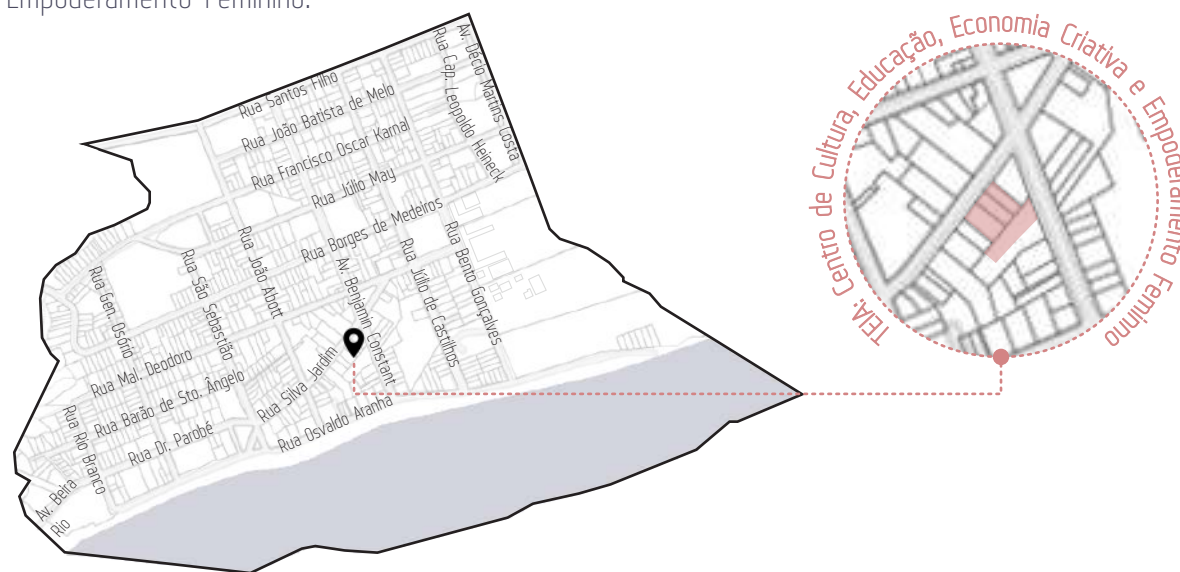 Empoderamento Feminino.
Rua Santos Filho
Rua João Batista de Melo
Rua Francisco Oscar Karnal
Rua Júlio May
Rua Borges de Medeiros
Rua Cap. Leopoldo Heineck
Av. Décio Martins Costa
Rua Gen. Osório
Rua São Sebastião
Rua João Abott
Av. Benjamin Constant
Rua Júlio de Castilhos
Rua Bento Gonçalves
Rua Mal. Deodoro
Rua Barão de Sto. Ângelo
Rua Silva Jardim
Rua Rio Branco
Rua Dr. Parobé
Rua Osvaldo Aranha
Av. Beira
Rio
TEIA: Centro de Cultura, Educação, Economia Criativa e Empoderamento Feminno